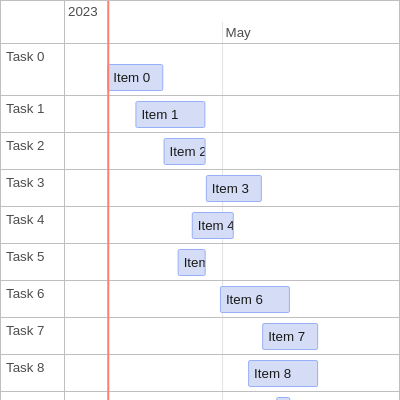 2023
May
Task 0
Item 0
Task 1
Item 1
Task 2
Item 2
Task 3
Item 3
Task 4
Item 4
Task 5
Item
Task 6
Item 6
Task 7
Item 7
Task 8
Item 8